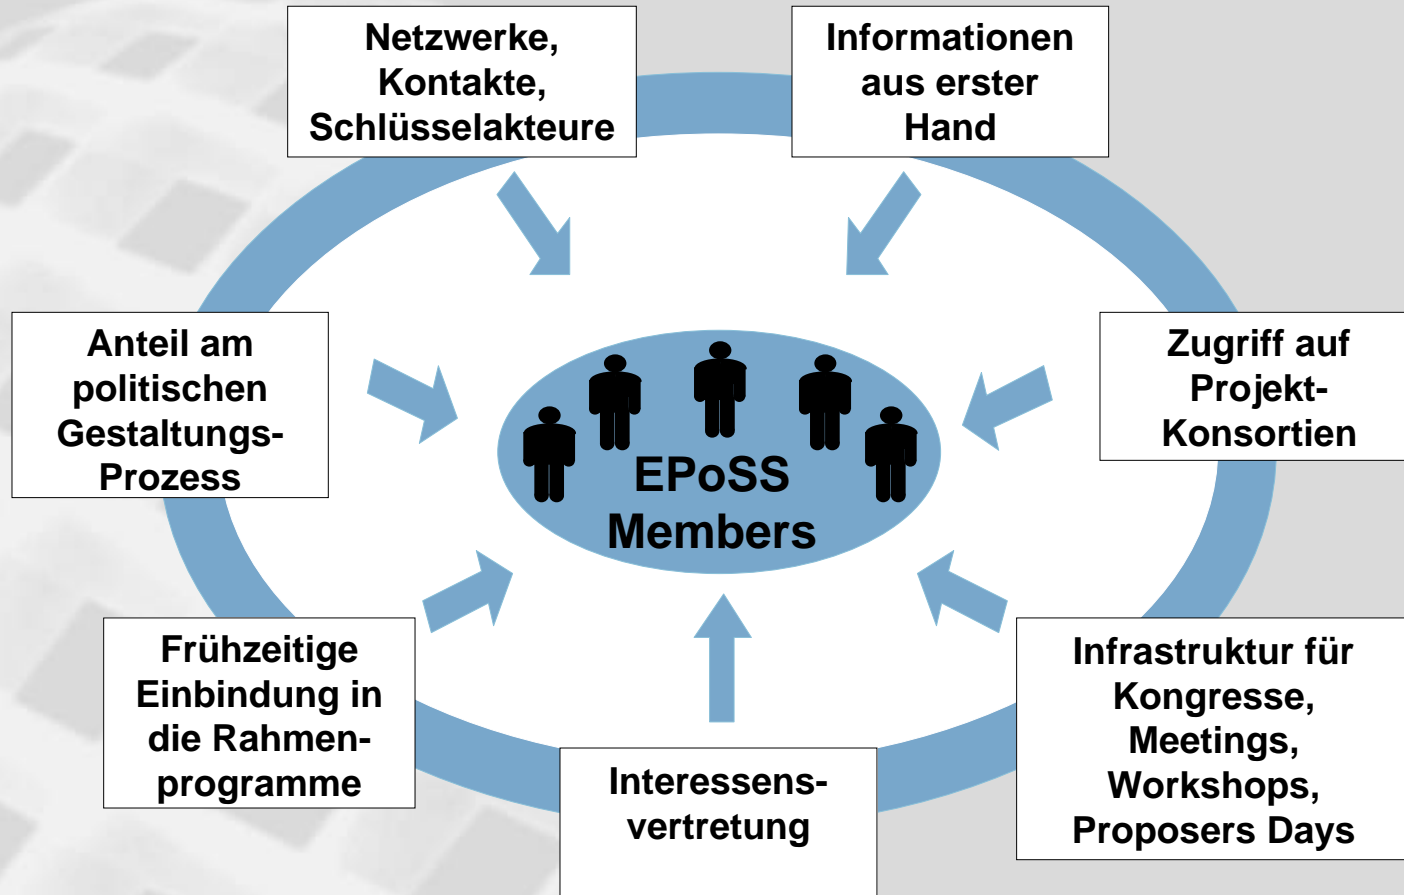 Netzwerke,
Kontakte,
Schlüsselakteure
Informationen
aus erster
Hand
Anteil am
politischen
Gestaltungs-
Prozess
Zugriff auf
Projekt-
Konsortien
EPoSS
Members
Frühzeitige
Einbindung in
die Rahmen-
programme
Interessens-
vertretung
Infrastruktur für
Kongresse,
Meetings,
Workshops,
Proposers Days